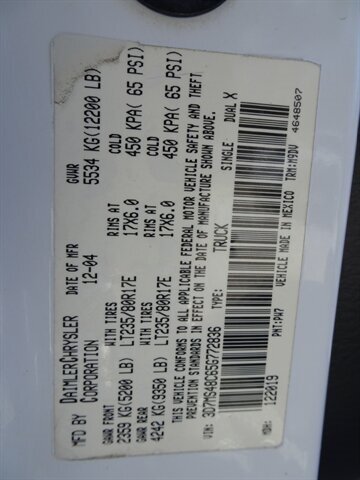 MFD BY DAIMLERCHRYSLER CORPORATION DATE OF MFR 12-04 GVWR 5534 KG(12200 LB)
GAWR FRONT WITH TIRES RIMS AT COLD
2359 KG(5200 LB) LT235/80R17E 17X6.0 450 KPA( 65 PSI)
GAWR REAR WITH TIRES RIMS AT COLD
4242 KG(9350 LB) LT235/80R17E 17X6.0 450 KPA( 65 PSI)
THIS VEHICLE CONFORMS TO ALL APPLICABLE FEDERAL MOTOR VEHICLE SAFETY AND THEFT
PREVENTION STANDARDS IN EFFECT ON THE DATE OF MANUFACTURE SHOWN ABOVE.
VIN: 3D7MS48C65G772836 TYPE: TRUCK SINGLE DUAL X
MDH: 122019 PNT:PW7 VEHICLE MADE IN MEXICO TRM:M9DV 4648507